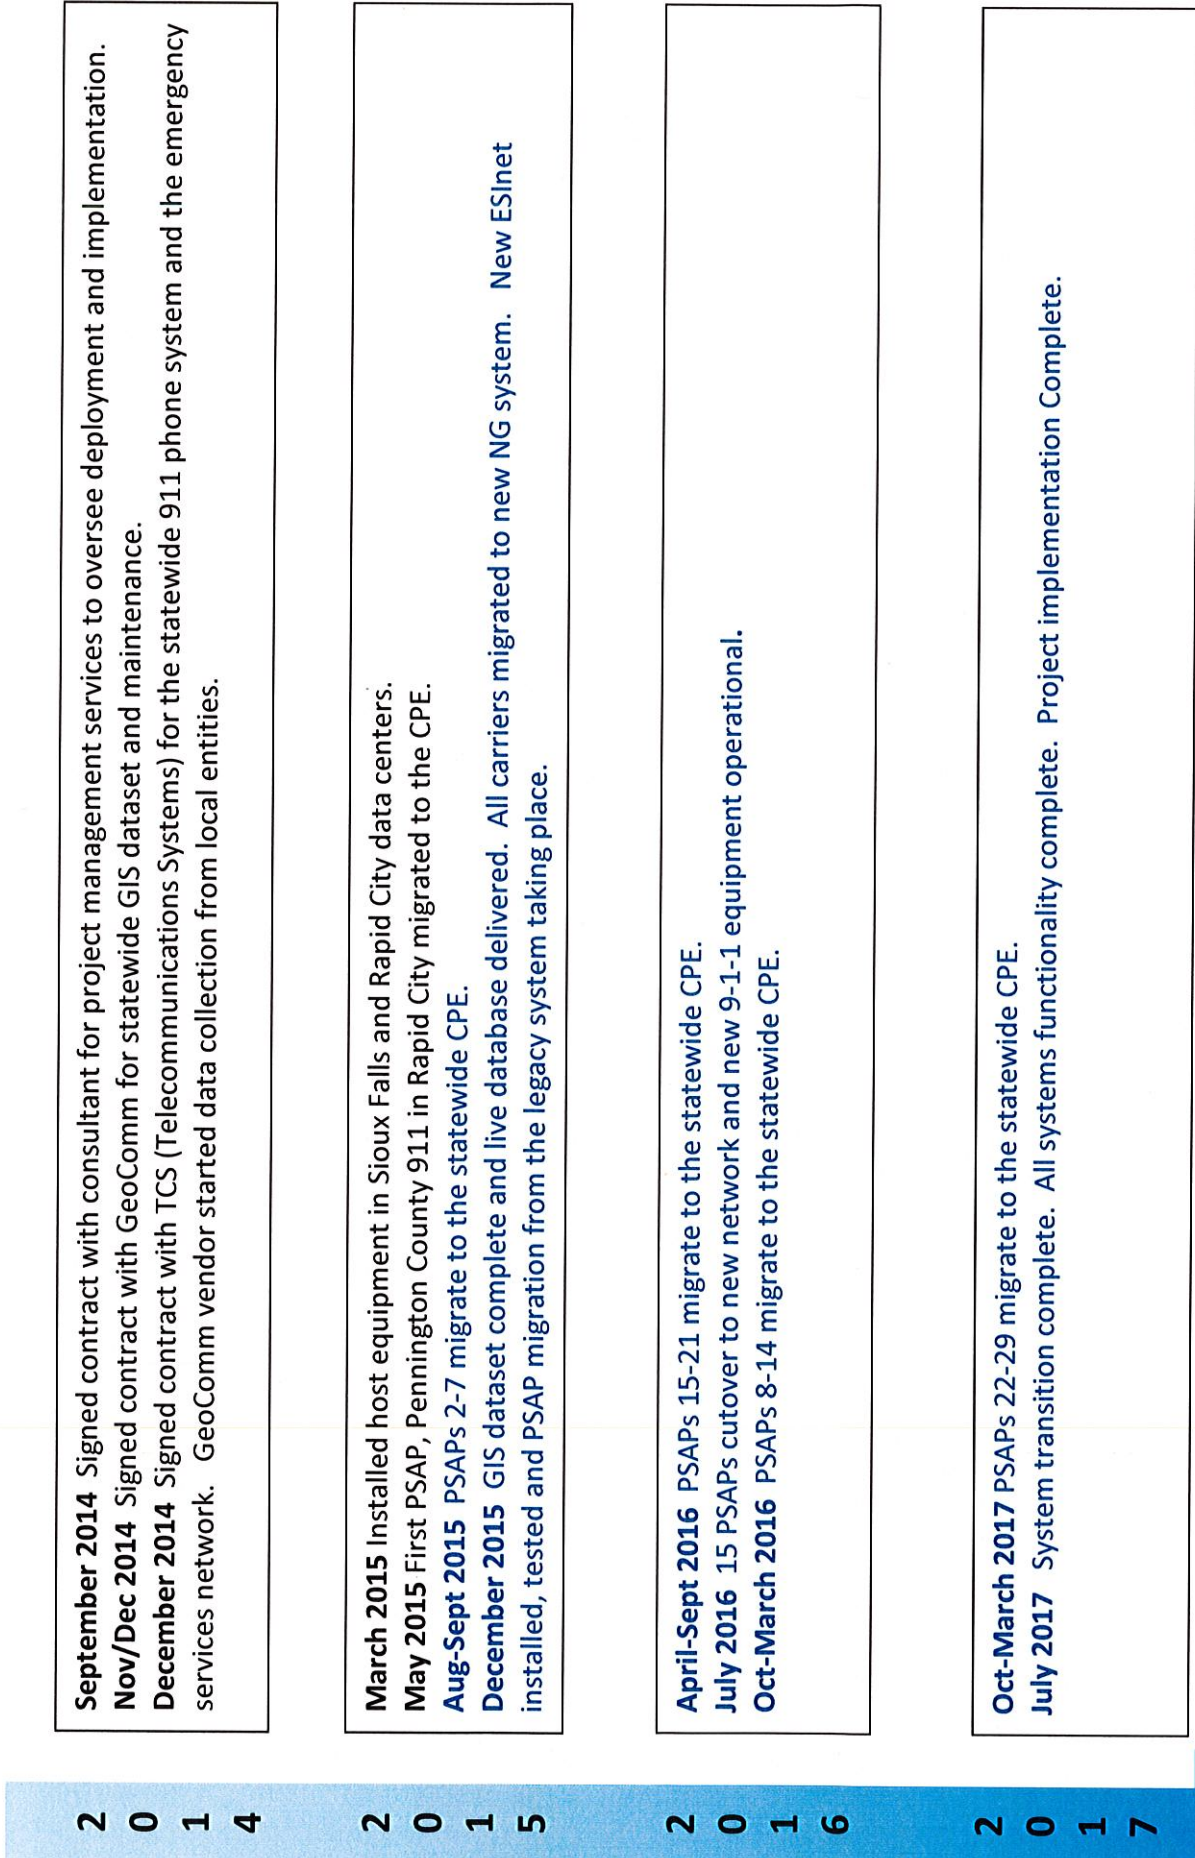 2014
September 2014 Signed contract with consultant for project management services to oversee deployment and implementation.
Nov/Dec 2014 Signed contract with GeoComm for statewide GIS dataset and maintenance.
December 2014 Signed contract with TCS (Telecommunications Systems) for the statewide 911 phone system and the emergency
services network. GeoComm vendor started data collection from local entities.
2015
March 2015 Installed host equipment in Sioux Falls and Rapid City data centers.
May 2015 First PSAP, Pennington County 911 in Rapid City migrated to the CPE.
Aug-Sept 2015 PSAPs 2-7 migrate to the statewide CPE.
December 2015 GIS dataset complete and live database delivered. All carriers migrated to new NG system. New ESInet
installed, tested and PSAP migration from the legacy system taking place.
2016
April-Sept 2016 PSAPs 15-21 migrate to the statewide CPE.
July 2016 15 PSAPs cutover to new network and new 9-1-1 equipment operational.
Oct-March 2016 PSAPs 8-14 migrate to the statewide CPE.
2017
Oct-March 2017 PSAPs 22-29 migrate to the statewide CPE.
July 2017 System transition complete. All systems functionality complete. Project implementation Complete.